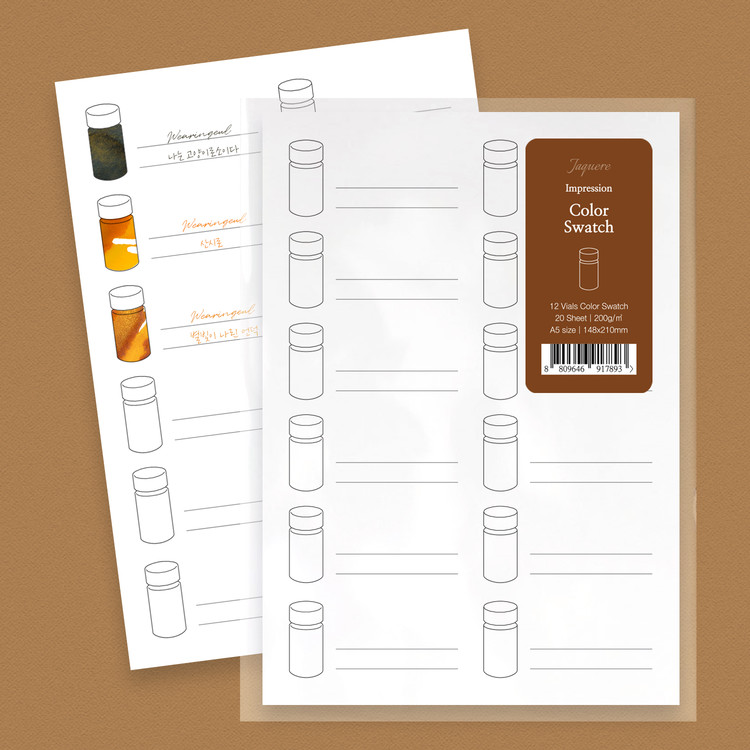 Wearingeul
나는 고양이로소이다
Wearingeul
산시로
Wearingeul
별빛이 나린 언덕
Jaquere
Impression
Color
Swatch
12 Vials Color Swatch
20 Sheet | 200g/㎡
A5 size | 148x210mm
8 809646 917893